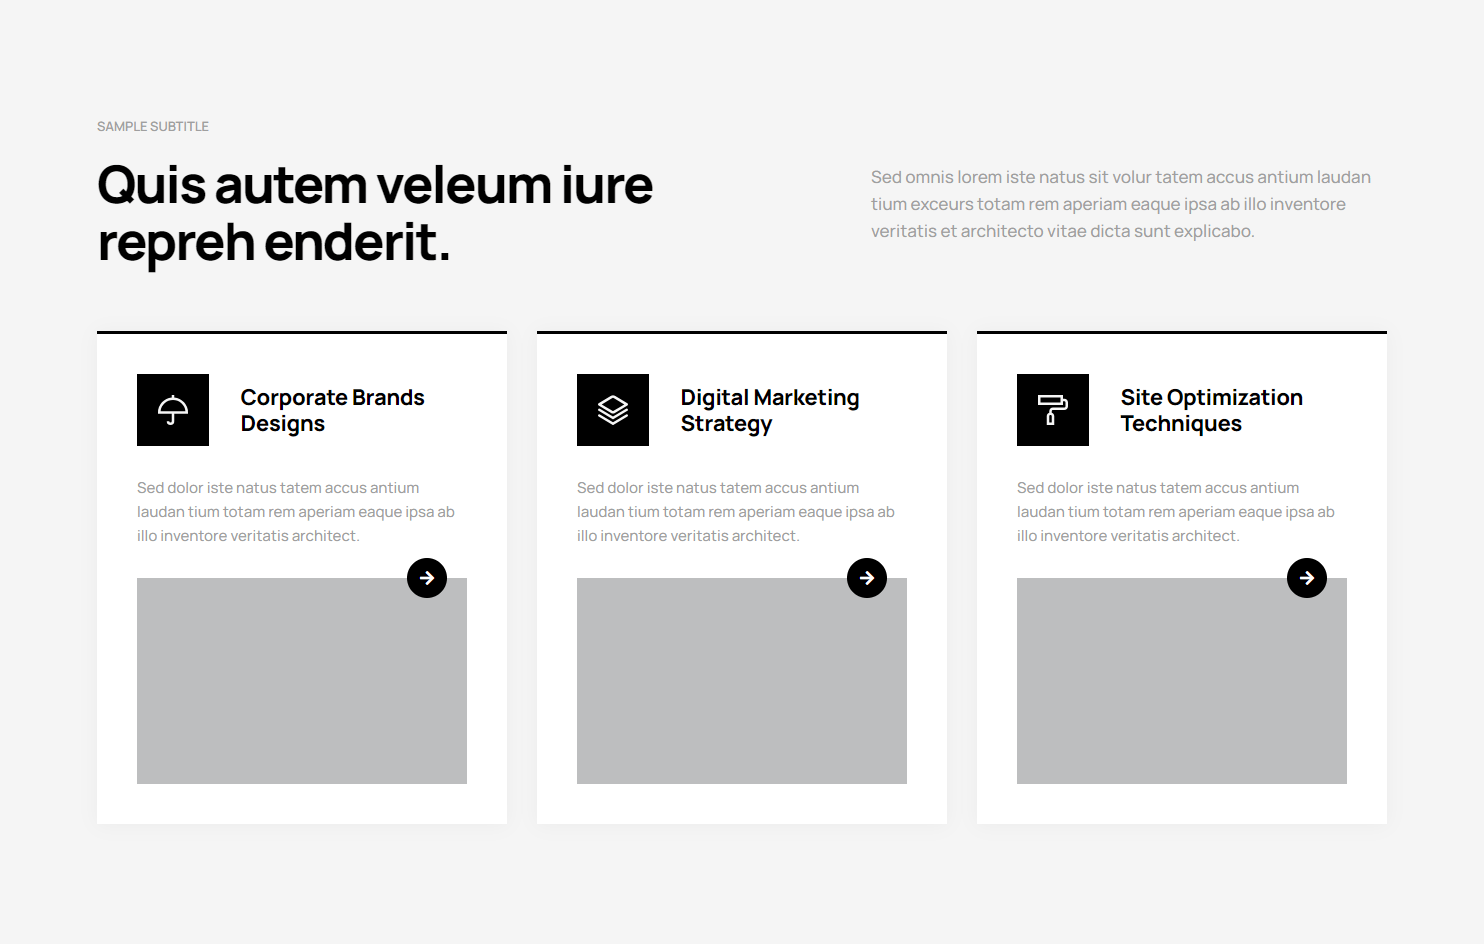 SAMPLE SUBTITLE
Quis autem veleum iure
repreh enderit.
Sed omnis lorem iste natus sit volur tatem accus antium laudan
tium exceurs totam rem aperiam eaque ipsa ab illo inventore
veritatis et architecto vitae dicta sunt explicabo.
Corporate Brands
Designs
Sed dolor iste natus tatem accus antium
laudan tium totam rem aperiam eaque ipsa ab
illo inventore veritatis architect.
Digital Marketing
Strategy
Sed dolor iste natus tatem accus antium
laudan tium totam rem aperiam eaque ipsa ab
illo inventore veritatis architect.
Site Optimization
Techniques
Sed dolor iste natus tatem accus antium
laudan tium totam rem aperiam eaque ipsa ab
illo inventore veritatis architect.